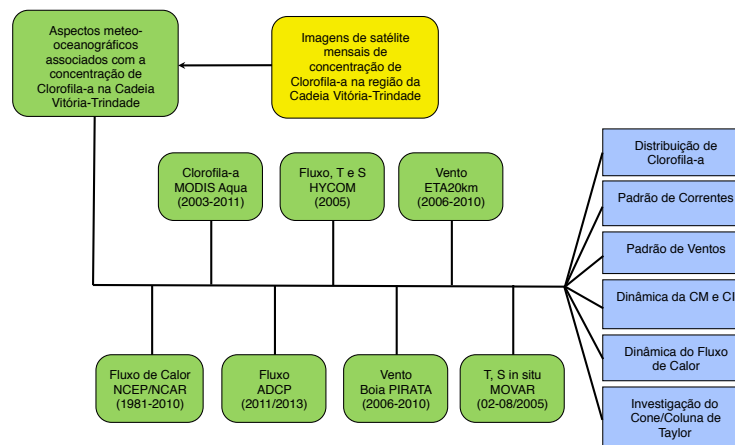 Aspectos meteo-
oceanográficos
associados com a
concentração de
Clorofila-a na Cadeia
Vitória-Trindade
Imagens de satélite
mensais de
concentração de
Clorofila-a na região da
Cadeia Vitória-Trindade
Clorofila-a
MODIS Aqua
(2003-2011)
Fluxo, T e S
HYCOM
(2005)
Vento
ETA20km
(2006-2010)
Fluxo de Calor
NCEP/NCAR
(1981-2010)
Fluxo
ADCP
(2011/2013)
Vento
Boia PIRATA
(2006-2010)
T, S in situ
MOVAR
(02-08/2005)
Distribuição de
Clorofila-a
Padrão de Correntes
Padrão de Ventos
Dinâmica da CM e CI
Dinâmica do Fluxo
de Calor
Investigação do
Cone/Coluna de
Taylor